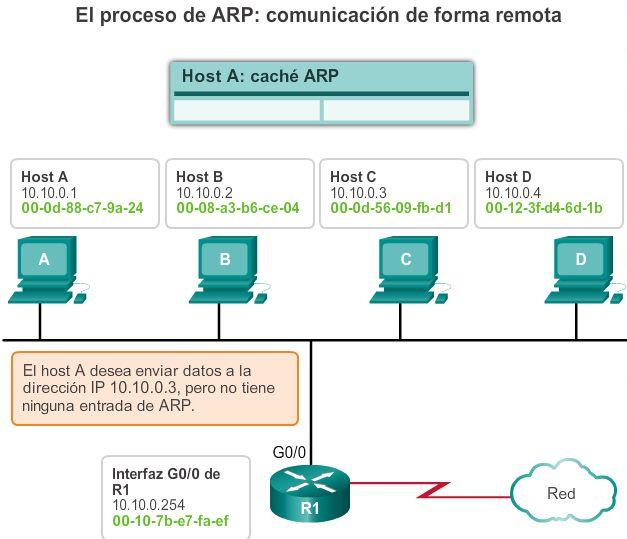 El proceso de ARP: comunicación de forma remota
Host A: caché ARP
Host A
10.10.0.1
00-0d-88-c7-9a-24
Host B
10.10.0.2
00-08-a3-b6-ce-04
Host C
10.10.0.3
00-0d-56-09-fb-d1
Host D
10.10.0.4
00-12-3f-d4-6d-1b
A
B
C
D
El host A desea enviar datos a la
dirección IP 10.10.0.3, pero no tiene
ninguna entrada de ARP.
G0/0
Interfaz G0/0 de
R1
10.10.0.254
00-10-7b-e7-fa-ef
R1
Red